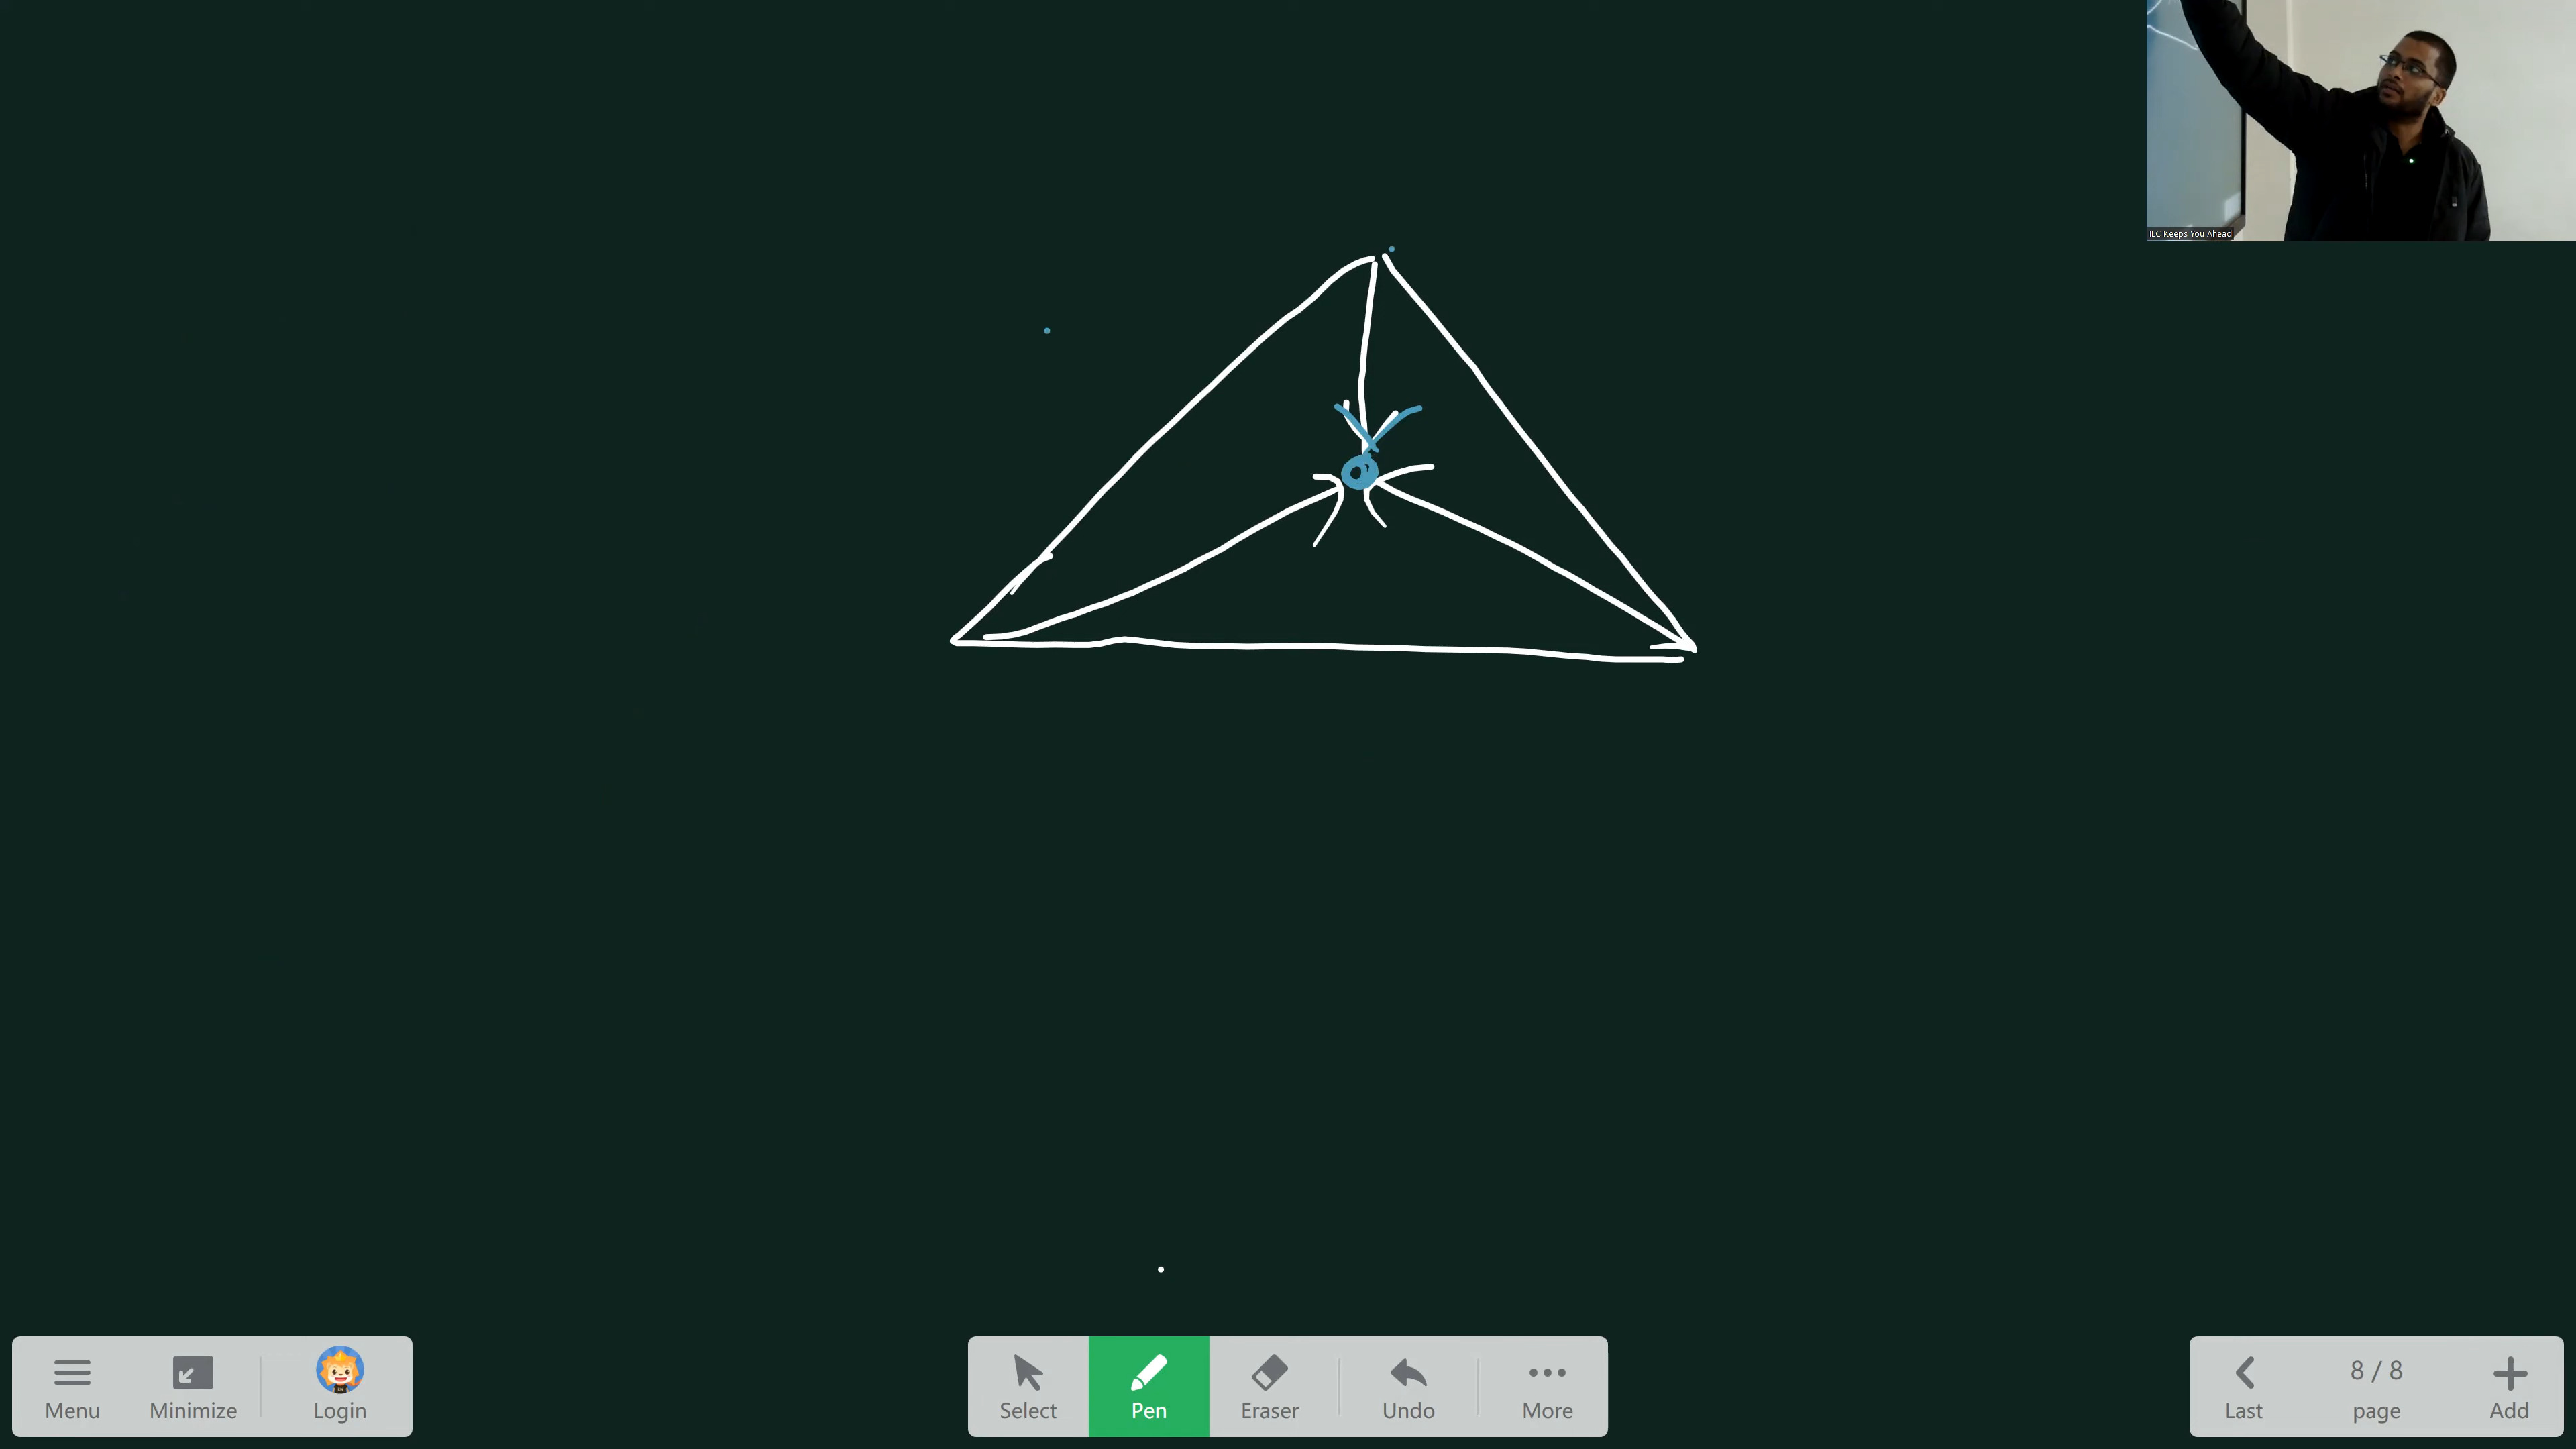 ILC Keeps You Ahead
Menu
Minimize
Login
Select
Pen
Eraser
Undo
More
Last
8 / 8
page
Add